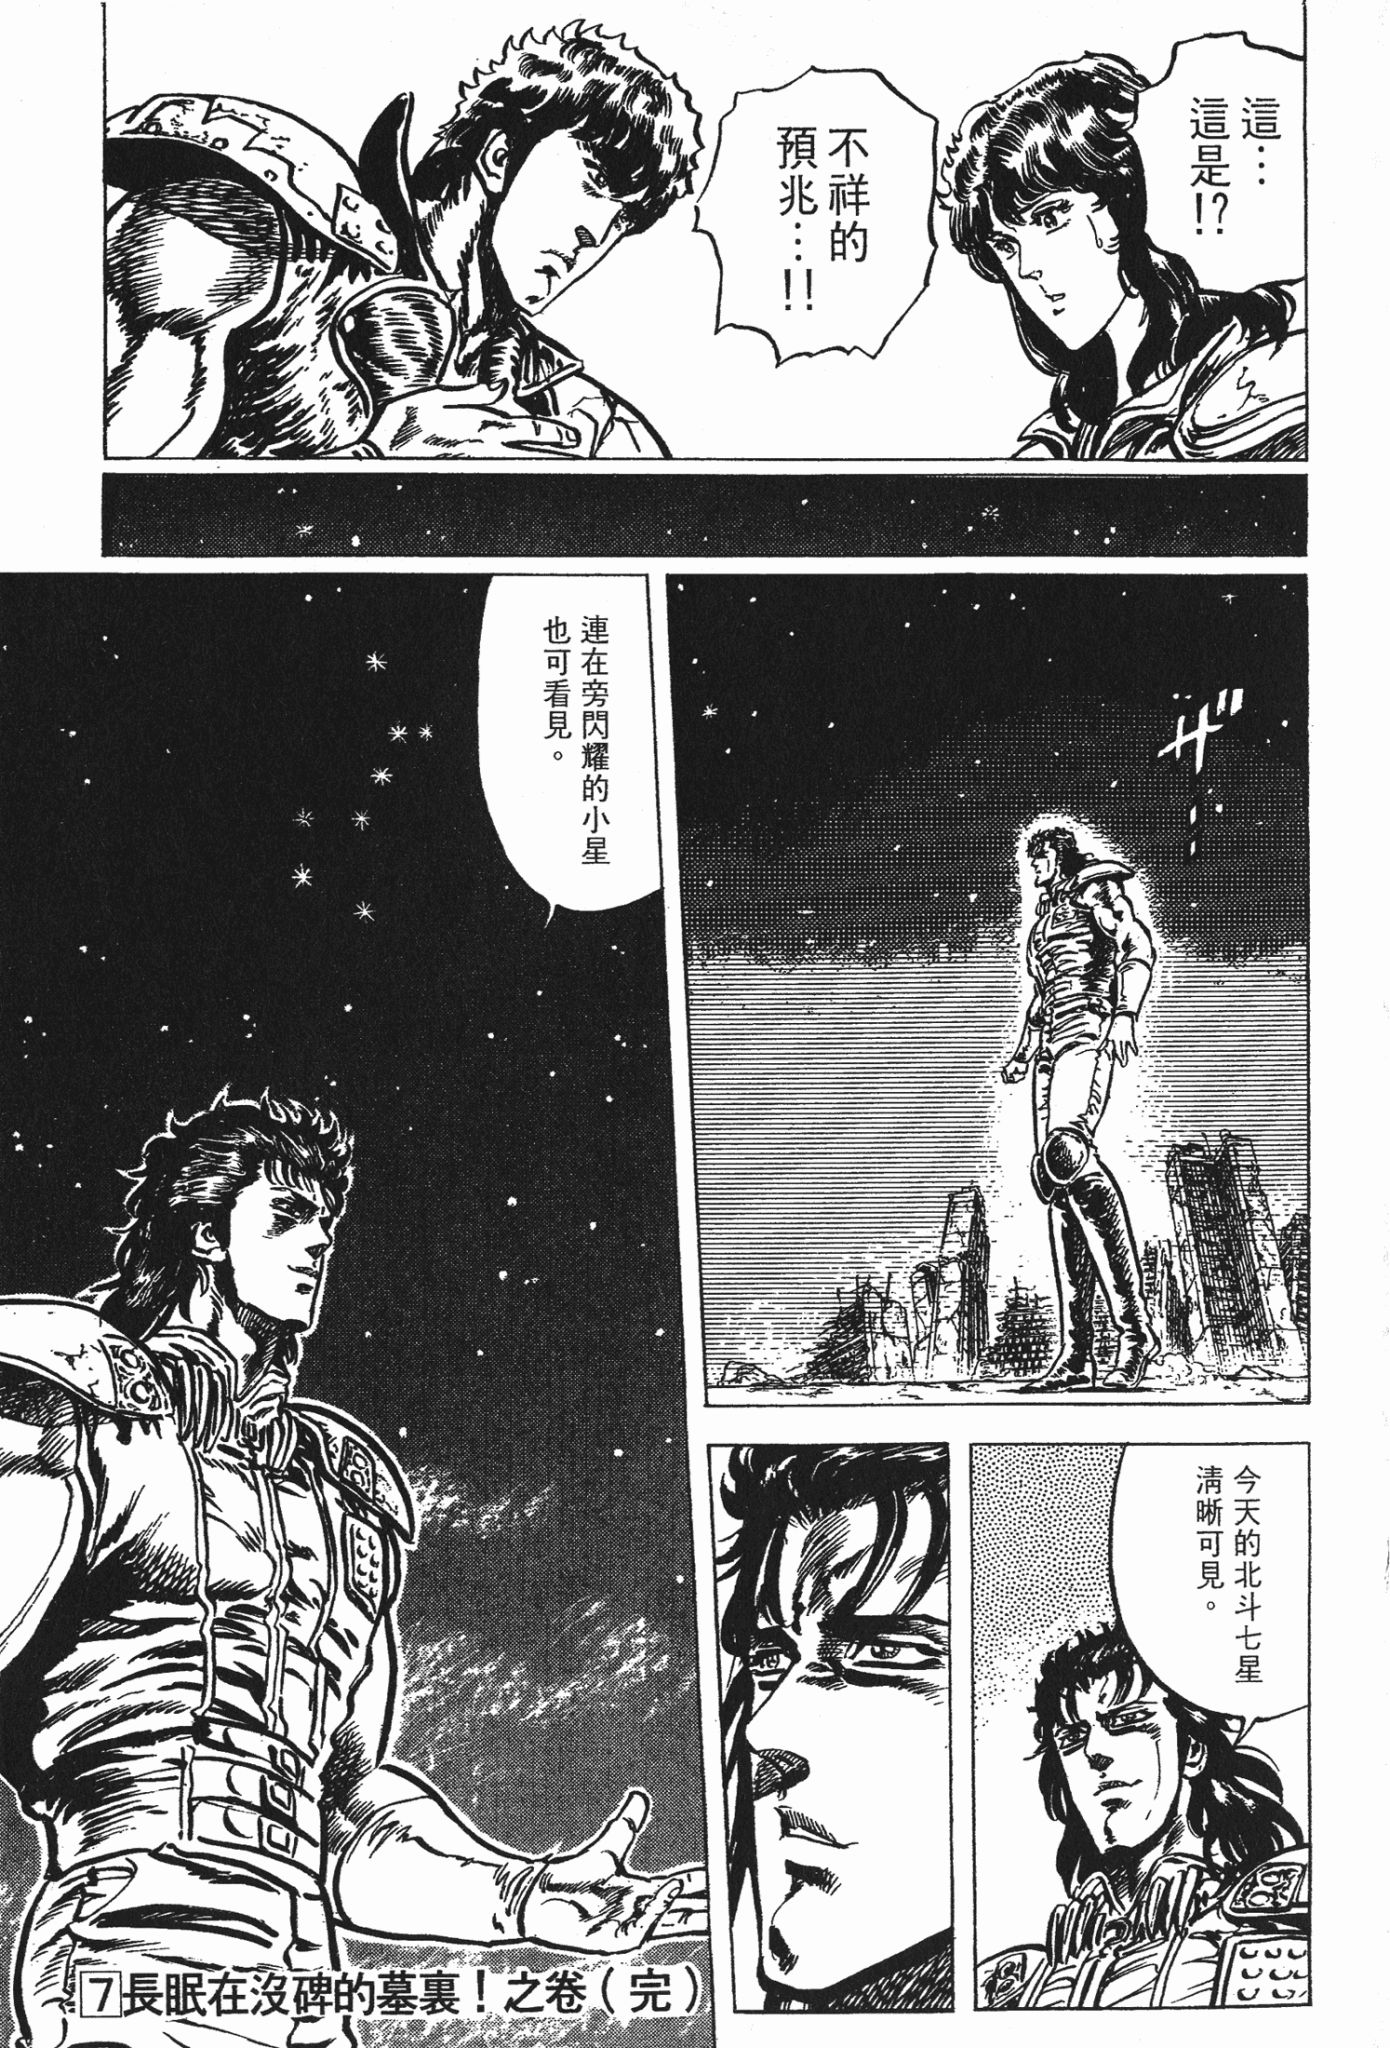 這…
這是!?
不祥的
預兆…!!
ザッ
今天的北斗七星
清晰可見。
連在旁閃耀的小星
也可看見。
7長眠在沒碑的墓裏！之卷(完)